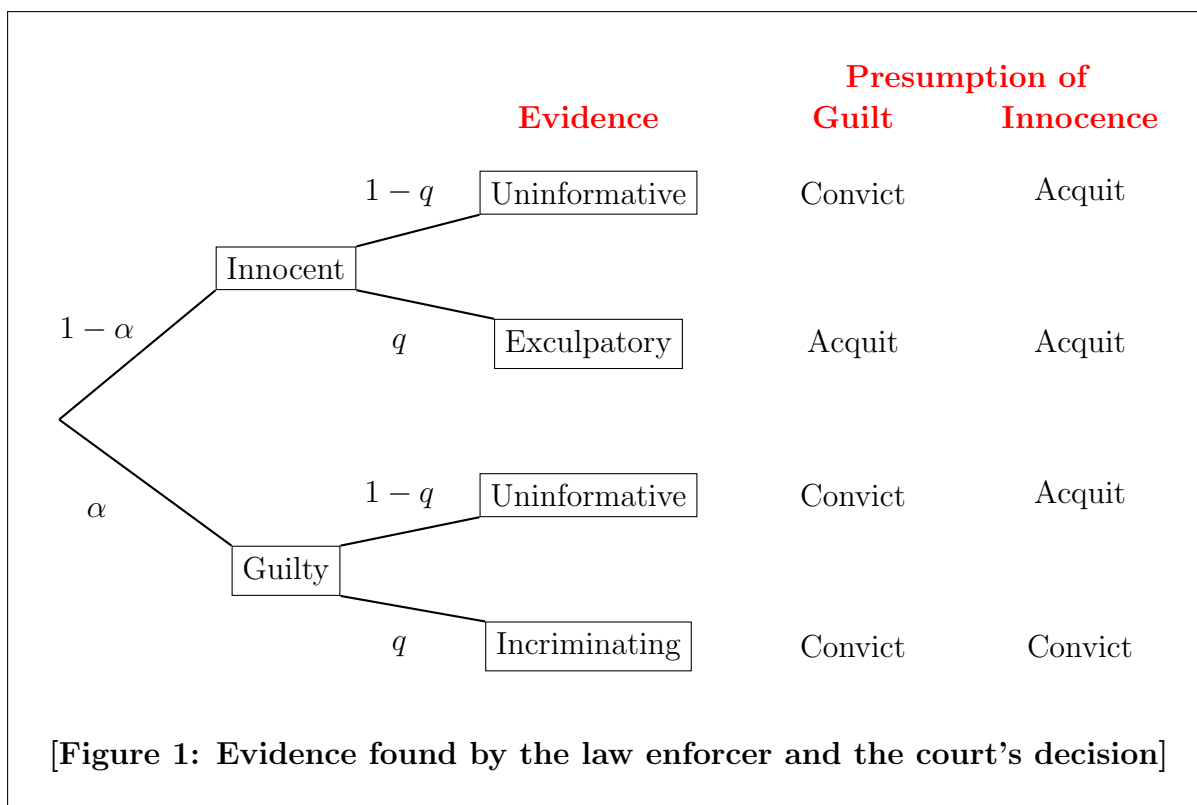 Presumption of
Evidence Guilt Innocence
1 − q Uninformative Convict Acquit
Innocent
1 − α
q Exculpatory Acquit Acquit
1 − q Uninformative Convict Acquit
α
Guilty
q Incriminating Convict Convict
[Figure 1: Evidence found by the law enforcer and the court's decision]